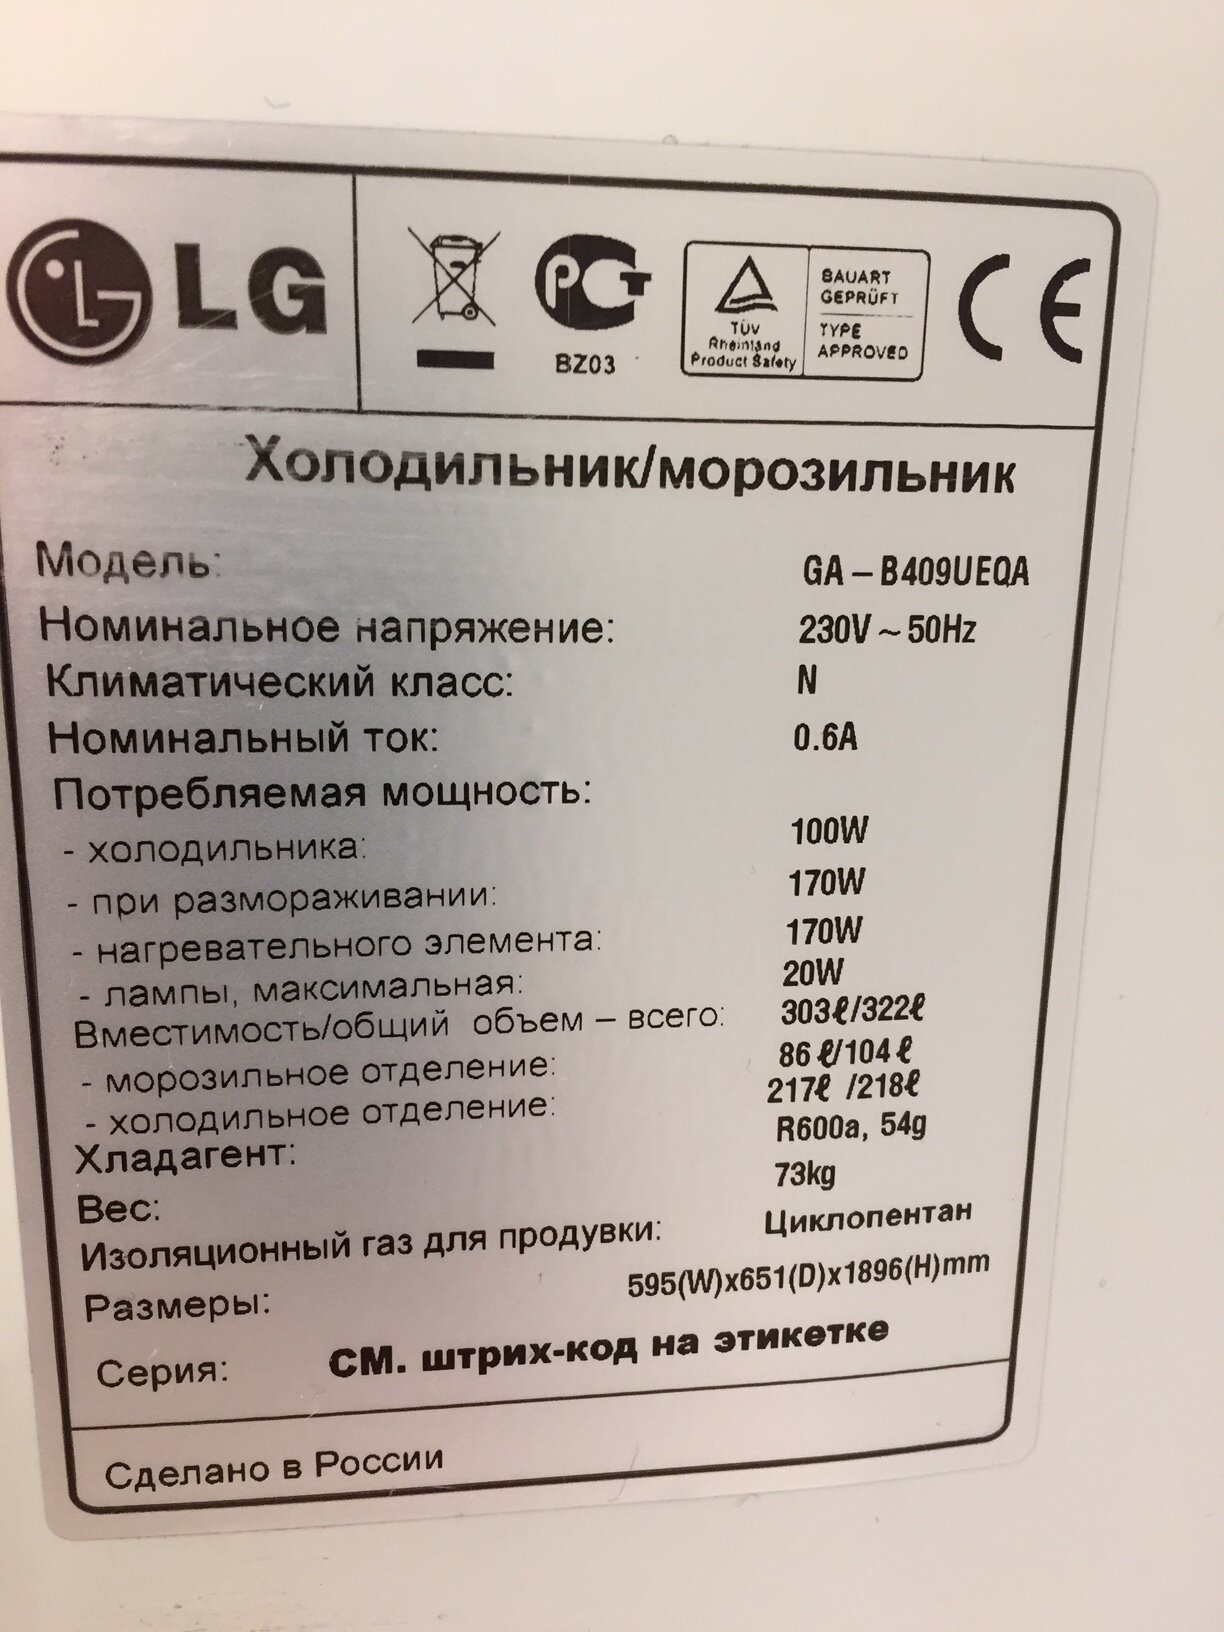 LG
BZ03
TÜV
Rheinland
Product Safety
BAUART
GEPRÜFT
TYPE
APPROVED
CE
Холодильник/морозильник
Модель: GA – B409UEQA
Номинальное напряжение: 230V ~ 50Hz
Климатический класс: N
Номинальный ток: 0.6A
Потребляемая мощность:
- холодильника: 100W
- при размораживании: 170W
- нагревательного элемента: 170W
- лампы, максимальная: 20W
Вместимость/общий объем – всего: 303ℓ/322ℓ
- морозильное отделение: 86 ℓ/104 ℓ
- холодильное отделение: 217ℓ /218ℓ
Хладагент: R600a, 54g
Вес: 73kg
Изоляционный газ для продувки: Циклопентан
Размеры: 595(W)x651(D)x1896(H)mm
Серия: СМ. штрих-код на этикетке
Сделано в России